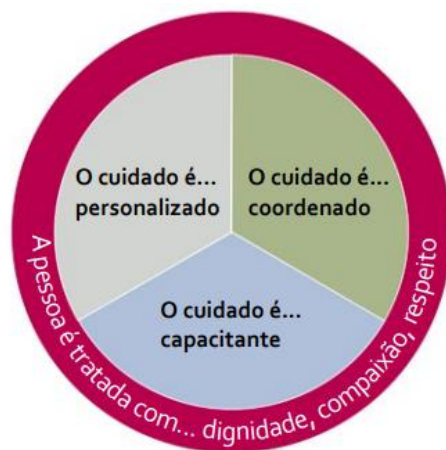 O cuidado é...
personalizado
O cuidado é...
coordenado
O cuidado é...
capacitante
A pessoa é tratada com... dignidade, compaixão, respeito